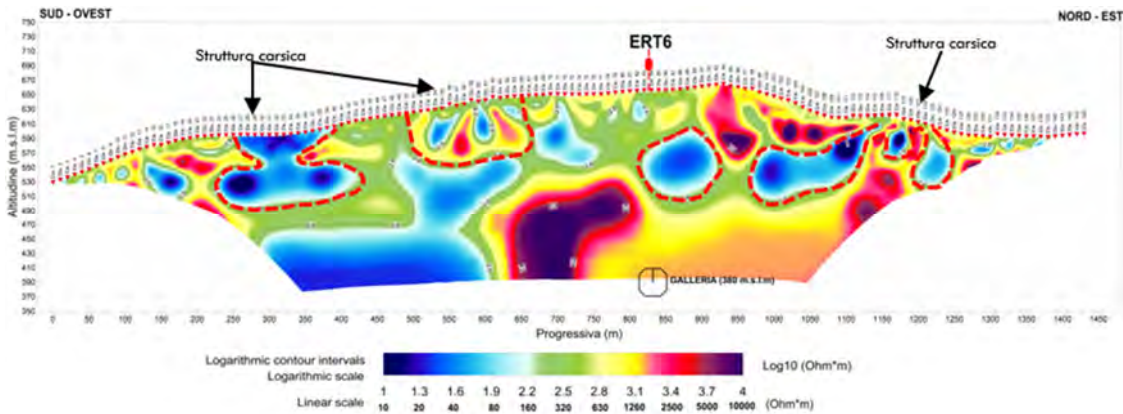 SUD - OVEST
NORD - EST
Struttura carsica
ERT6
Struttura carsica
Altitudine (m.s.l.m)
750
730
710
690
670
650
630
610
590
570
550
530
510
490
470
450
430
410
390
370
350
GALLERIA (380 m.s.l.m)
0 50 100 150 200 250 300 350 400 450 500 550 600 650 700 750 800 850 900 950 1000 1050 1100 1150 1200 1250 1300 1350 1400 1450
Progressiva (m)
Logarithmic contour intervals
Logarithmic scale
Log10 (Ohm*m)
1 1.3 1.6 1.9 2.2 2.5 2.8 3.1 3.4 3.7 4
Linear scale
10 20 40 80 160 320 630 1260 2500 5000 10000 (Ohm*m)